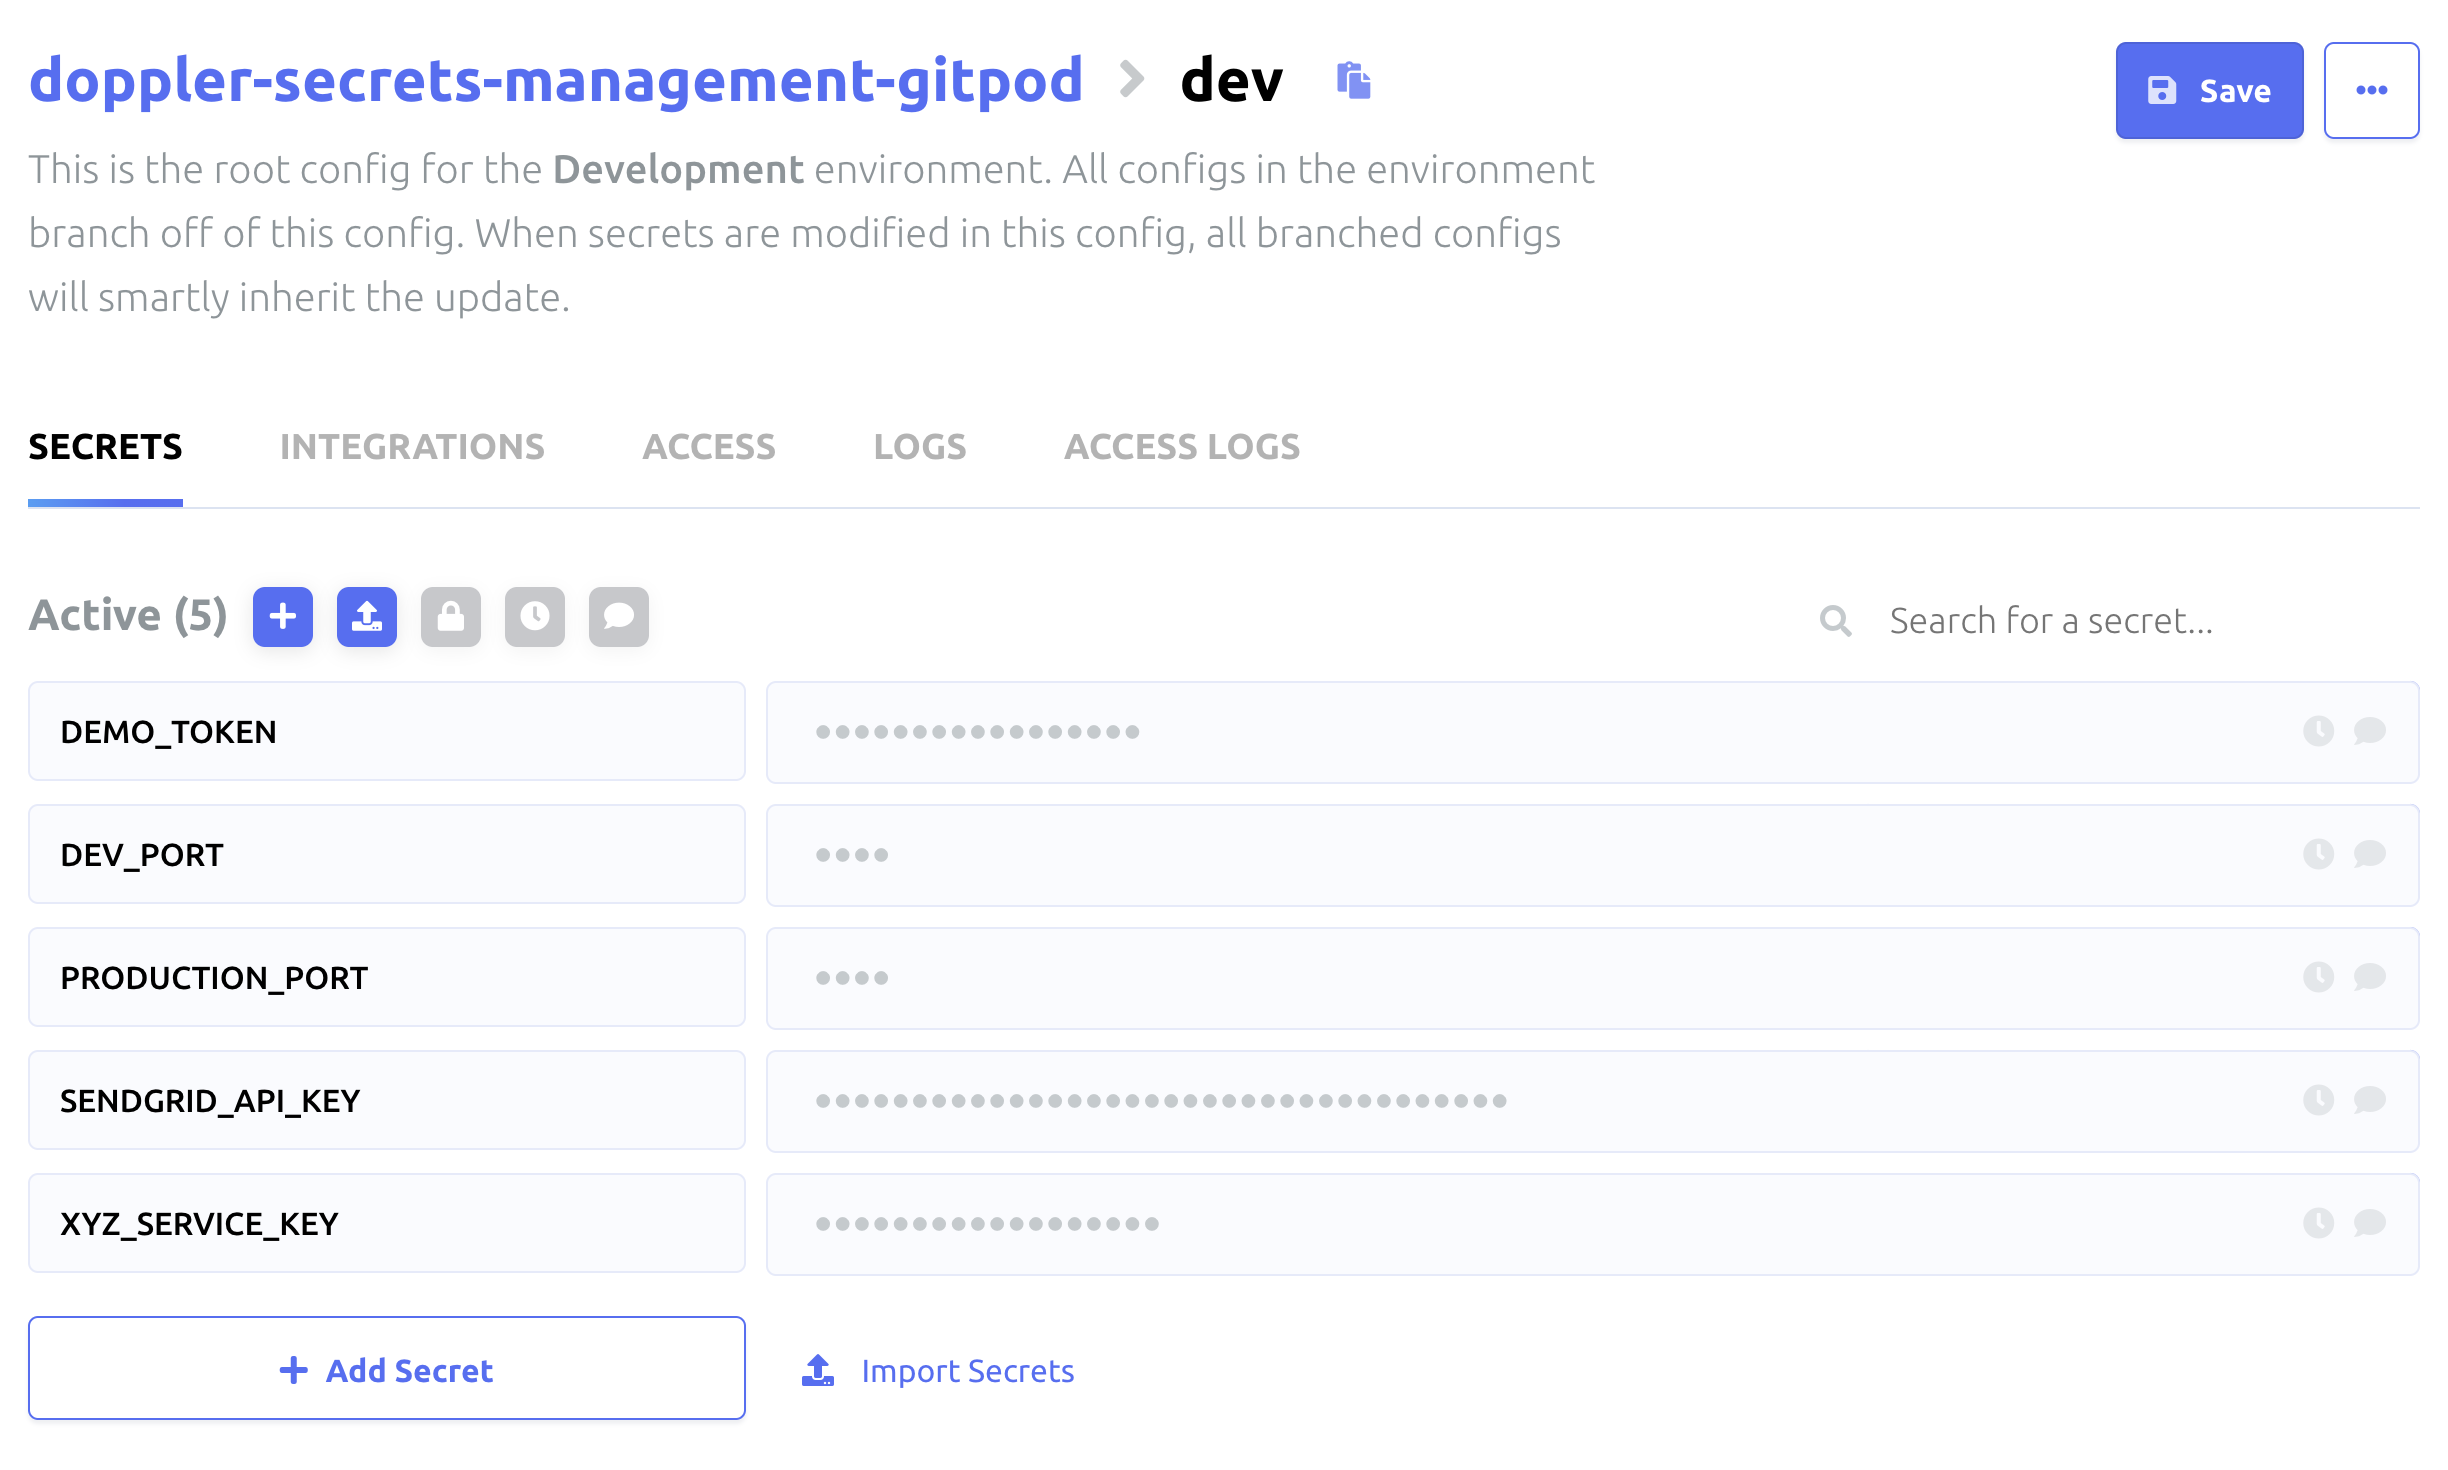 doppler-secrets-management-gitpod > dev
Save
This is the root config for the Development environment. All configs in the environment
branch off of this config. When secrets are modified in this config, all branched configs
will smartly inherit the update.
SECRETS INTEGRATIONS ACCESS LOGS ACCESS LOGS
Active (5)
Search for a secret...
DEMO_TOKEN
DEV_PORT
PRODUCTION_PORT
SENDGRID_API_KEY
XYZ_SERVICE_KEY
Add Secret
Import Secrets